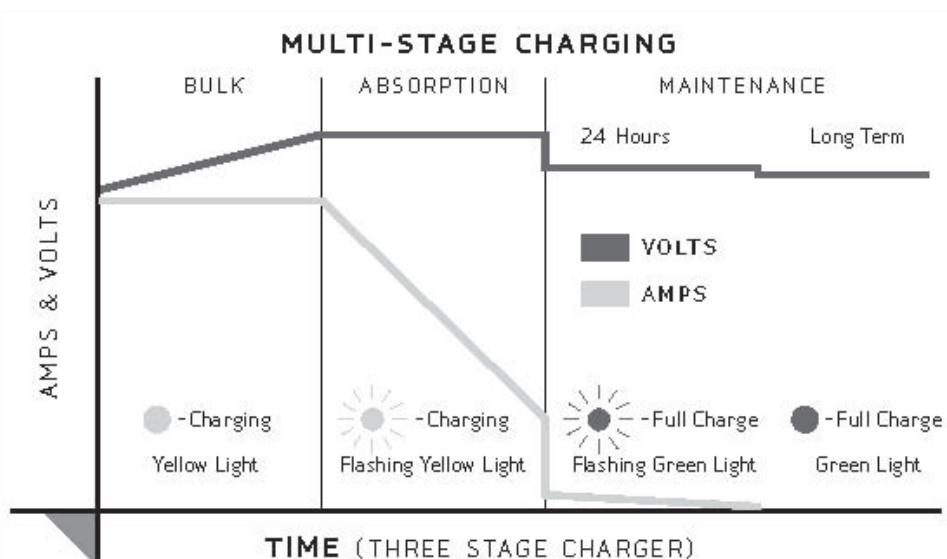 MULTI-STAGE CHARGING
BULK ABSORPTION MAINTENANCE
24 Hours Long Term
AMPS & VOLTS
VOLTS
AMPS
-Charging -Charging -Full Charge -Full Charge
Yellow Light Flashing Yellow Light Flashing Green Light Green Light
TIME (THREE STAGE CHARGER)